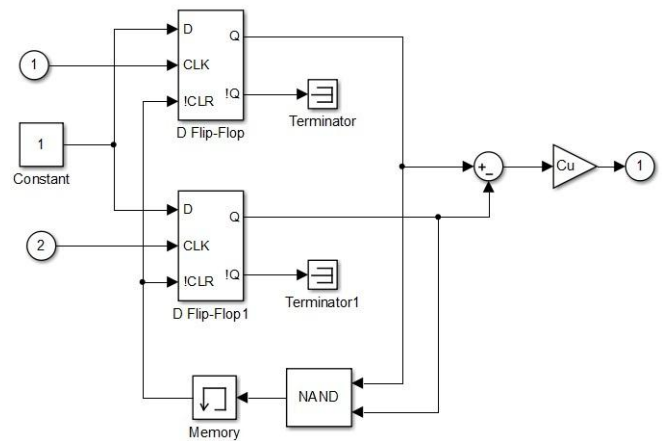 D
Q
1
CLK
!Q
!CLR
Terminator
D Flip-Flop
1
Constant
+
−
Cu
1
D
Q
2
CLK
!Q
!CLR
Terminator1
D Flip-Flop1
NAND
Memory